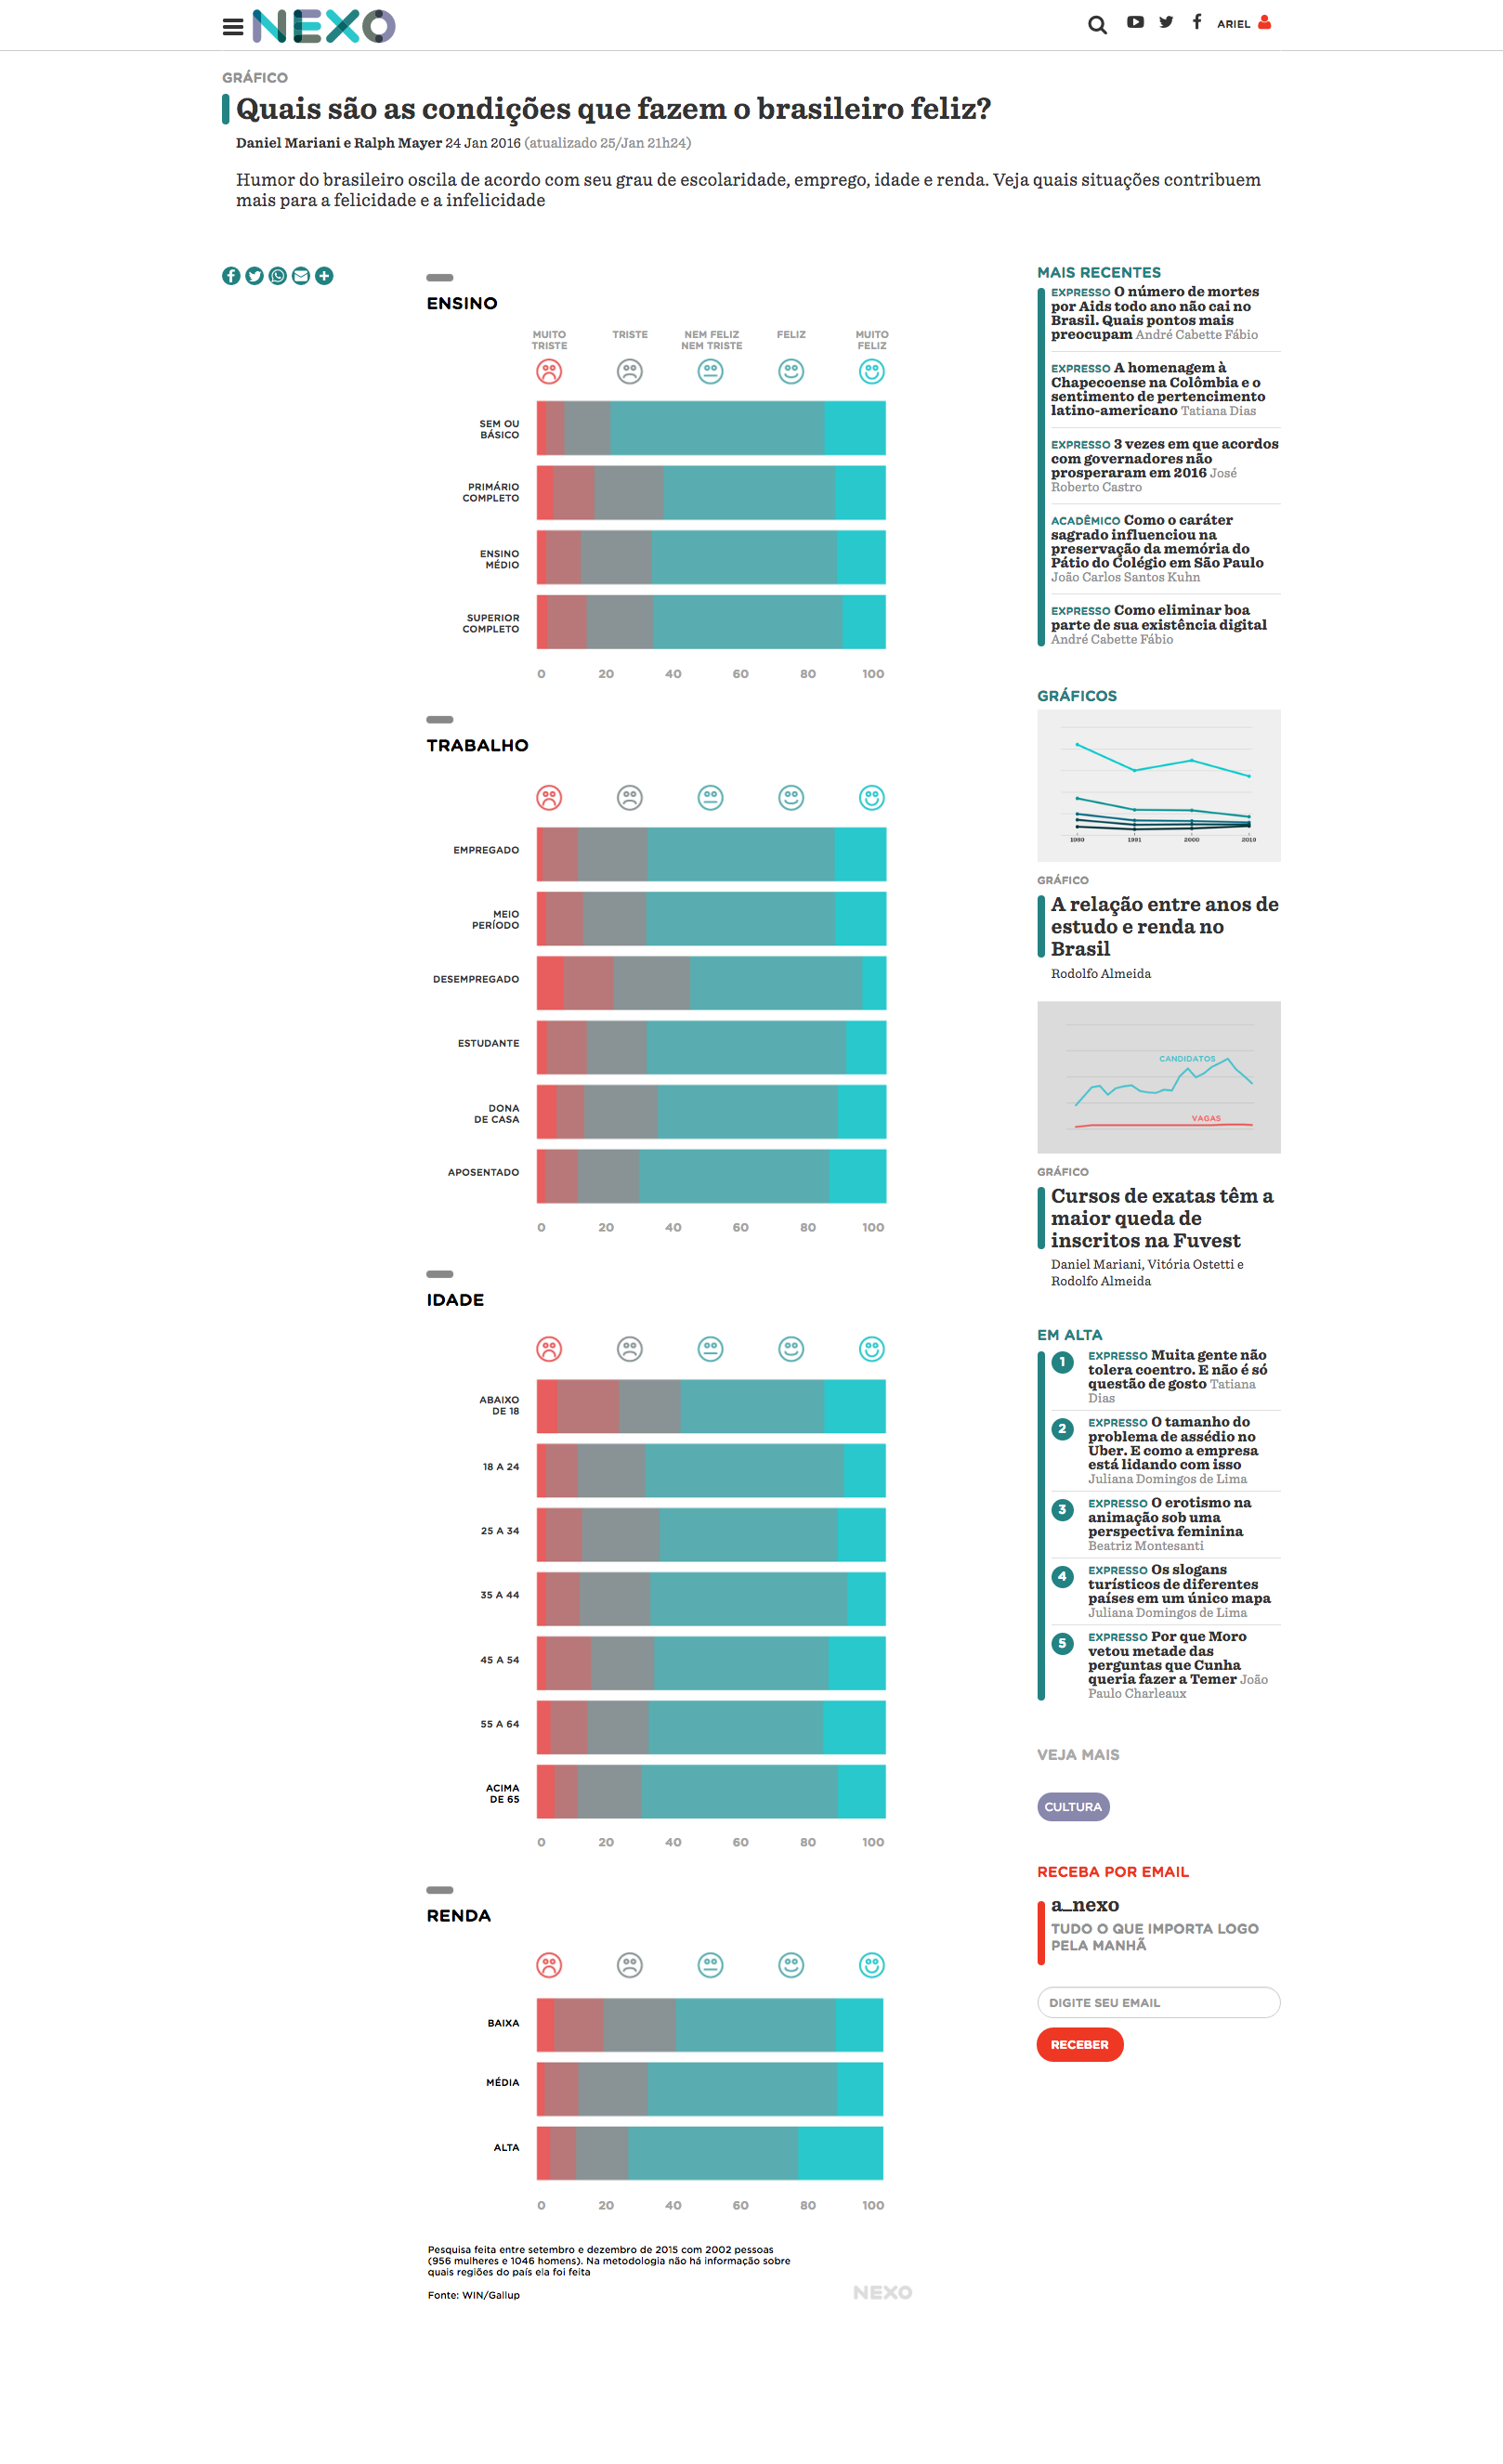 NEXO
ARIEL
GRÁFICO
Quais são as condições que fazem o brasileiro feliz?
Daniel Mariani e Ralph Mayer 24 Jan 2016 (atualizado 25/Jan 21h24)
Humor do brasileiro oscila de acordo com seu grau de escolaridade, emprego, idade e renda. Veja quais situações contribuem
mais para a felicidade e a infelicidade
ENSINO
MUITO
TRISTE
TRISTE
NEM FELIZ
NEM TRISTE
FELIZ
MUITO
FELIZ
SEM OU
BÁSICO
PRIMÁRIO
COMPLETO
ENSINO
MÉDIO
SUPERIOR
COMPLETO
0 20 40 60 80 100
TRABALHO
EMPREGADO
MEIO
PERÍODO
DESEMPREGADO
ESTUDANTE
DONA
DE CASA
APOSENTADO
0 20 40 60 80 100
IDADE
ABAIXO
DE 18
18 A 24
25 A 34
35 A 44
45 A 54
55 A 64
ACIMA
DE 65
0 20 40 60 80 100
RENDA
BAIXA
MÉDIA
ALTA
0 20 40 60 80 100
Pesquisa feita entre setembro e dezembro de 2015 com 2002 pessoas
(956 mulheres e 1046 homens). Na metodologia não há informação sobre
quais regiões do país ela foi feita
Fonte: WIN/Gallup
NEXO
MAIS RECENTES
EXPRESSO O número de mortes
por Aids todo ano não cai no
Brasil. Quais pontos mais
preocupam André Cabette Fábio
EXPRESSO A homenagem à
Chapecoense na Colômbia e o
sentimento de pertencimento
latino-americano Tatiana Dias
EXPRESSO 3 vezes em que acordos
com governadores não
prosperaram em 2016 José
Roberto Castro
ACADÊMICO Como o caráter
sagrado influenciou na
preservação da memória do
Pátio do Colégio em São Paulo
João Carlos Santos Kuhn
EXPRESSO Como eliminar boa
parte de sua existência digital
André Cabette Fábio
GRÁFICOS
1980 1991 2000 2010
GRÁFICO
A relação entre anos de
estudo e renda no
Brasil
Rodolfo Almeida
CANDIDATOS
VAGAS
GRÁFICO
Cursos de exatas têm a
maior queda de
inscritos na Fuvest
Daniel Mariani, Vitória Ostetti e
Rodolfo Almeida
EM ALTA
1 EXPRESSO Muita gente não
tolera coentro. E não é só
questão de gosto Tatiana
Dias
2 EXPRESSO O tamanho do
problema de assédio no
Uber. E como a empresa
está lidando com isso
Juliana Domingos de Lima
3 EXPRESSO O erotismo na
animação sob uma
perspectiva feminina
Beatriz Montesanti
4 EXPRESSO Os slogans
turísticos de diferentes
países em um único mapa
Juliana Domingos de Lima
5 EXPRESSO Por que Moro
vetou metade das
perguntas que Cunha
queria fazer a Temer João
Paulo Charleaux
VEJA MAIS
CULTURA
RECEBA POR EMAIL
a_nexo
TUDO O QUE IMPORTA LOGO
PELA MANHÃ
DIGITE SEU EMAIL
RECEBER